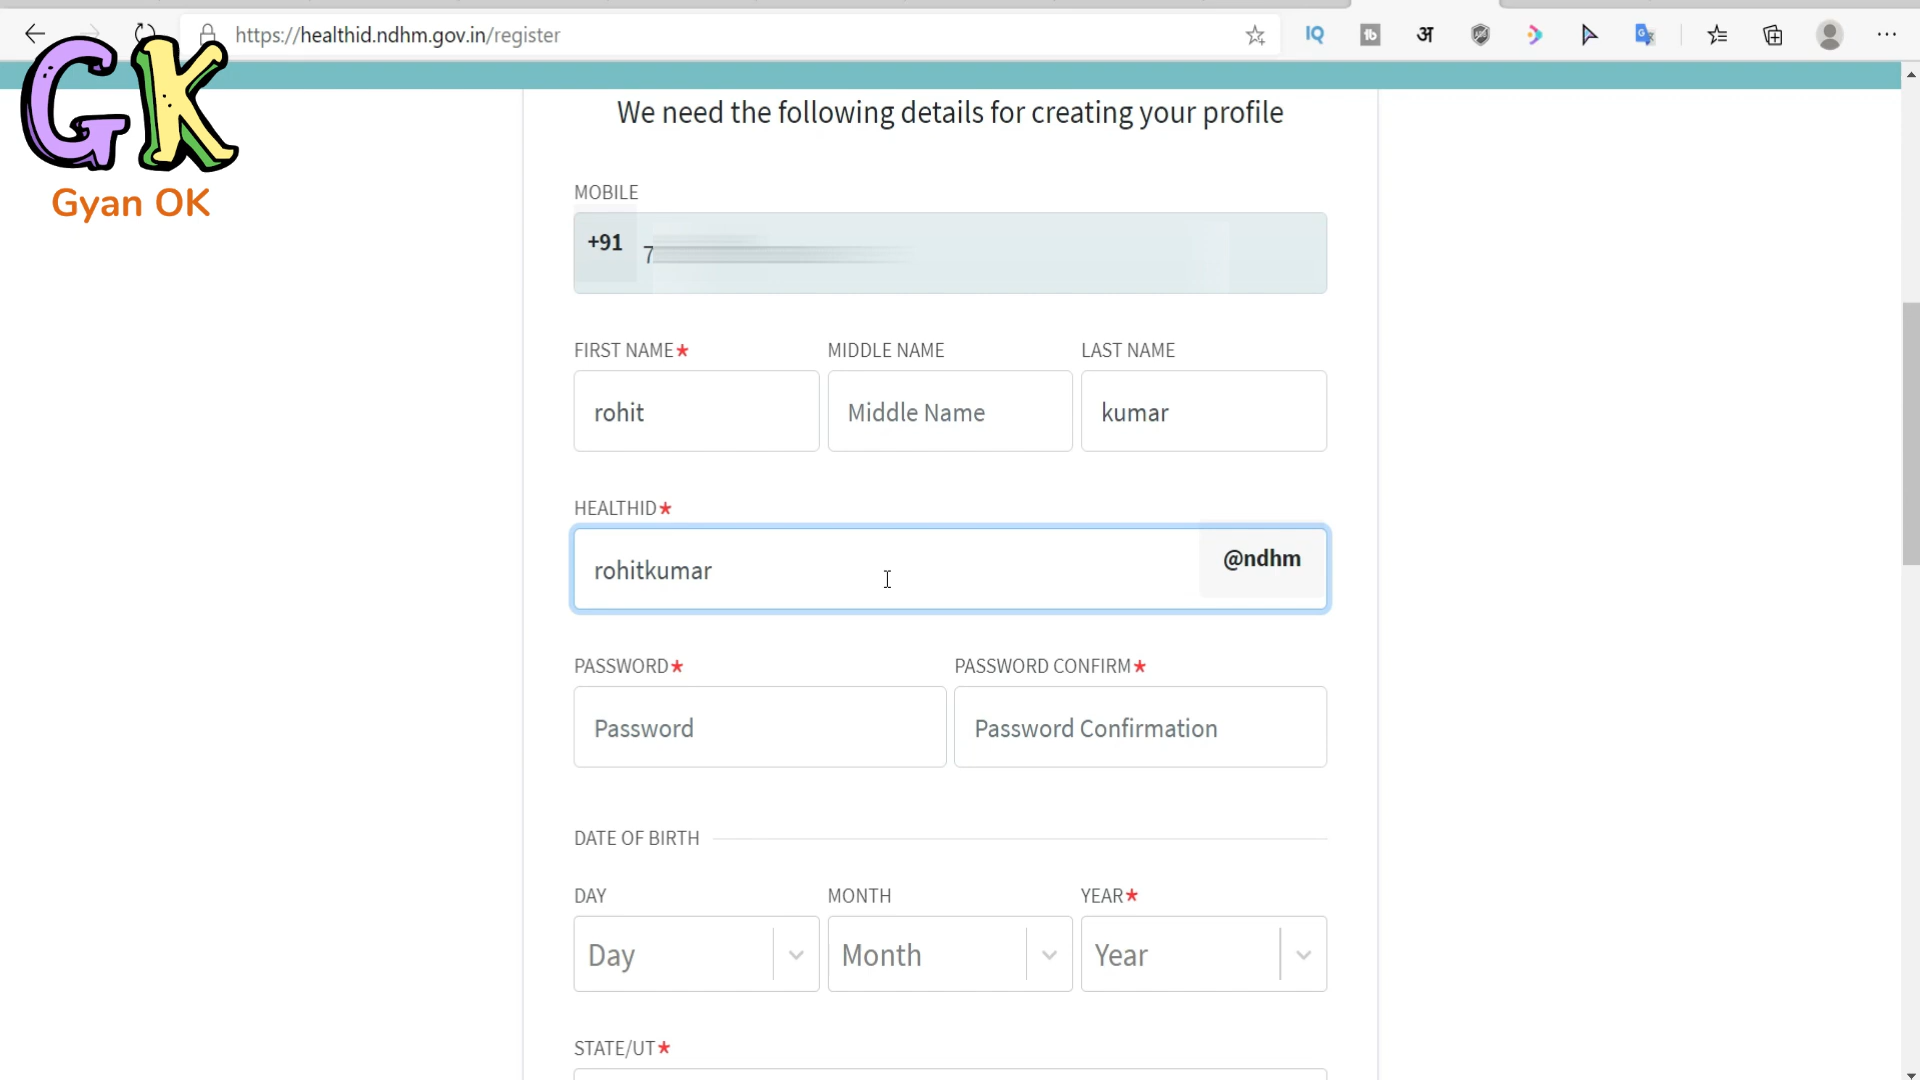 https://healthid.ndhm.gov.in/register
GK
Gyan OK
We need the following details for creating your profile
MOBILE
+91 7
FIRST NAME* MIDDLE NAME LAST NAME
rohit Middle Name kumar
HEALTHID*
rohitkumar @ndhm
PASSWORD* PASSWORD CONFIRM*
Password Password Confirmation
DATE OF BIRTH
DAY MONTH YEAR*
Day Month Year
STATE/UT*